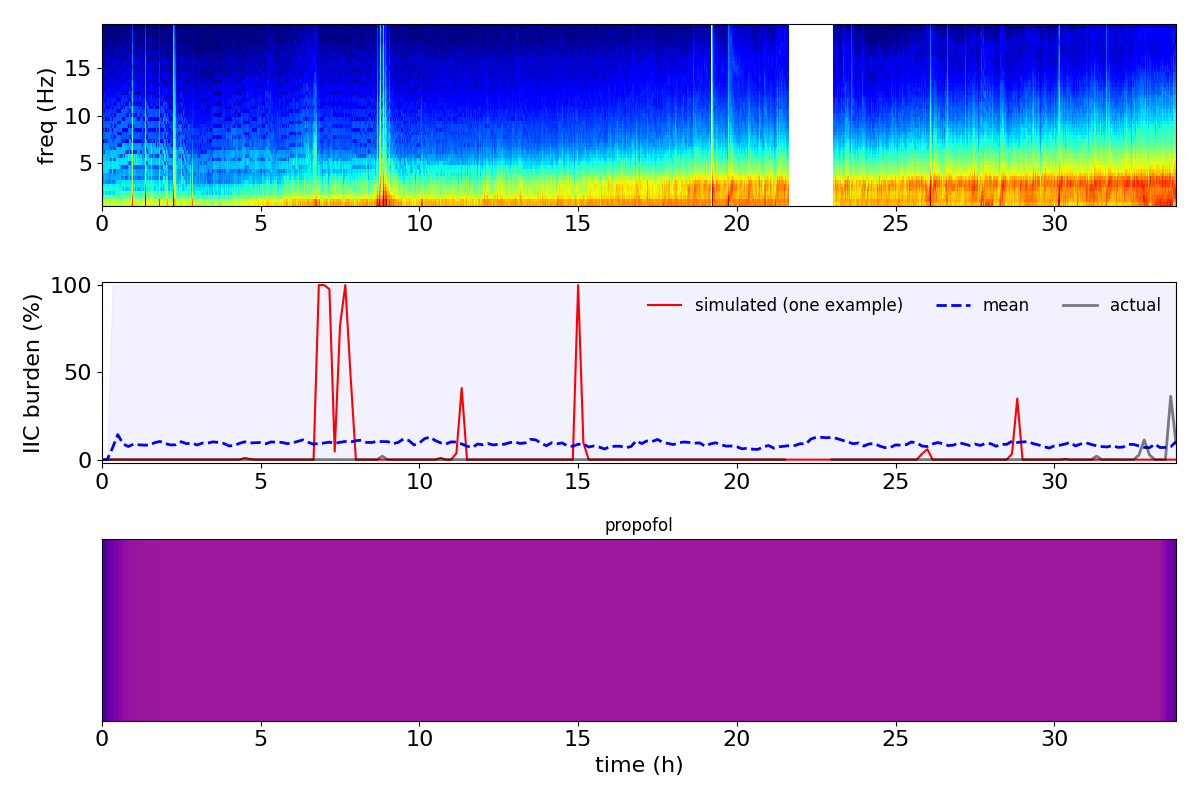 freq (Hz)
15
10
5
0 5 10 15 20 25 30
IIC burden (%)
100
50
0
simulated (one example) mean actual
0 5 10 15 20 25 30
propofol
0 5 10 15 20 25 30
time (h)